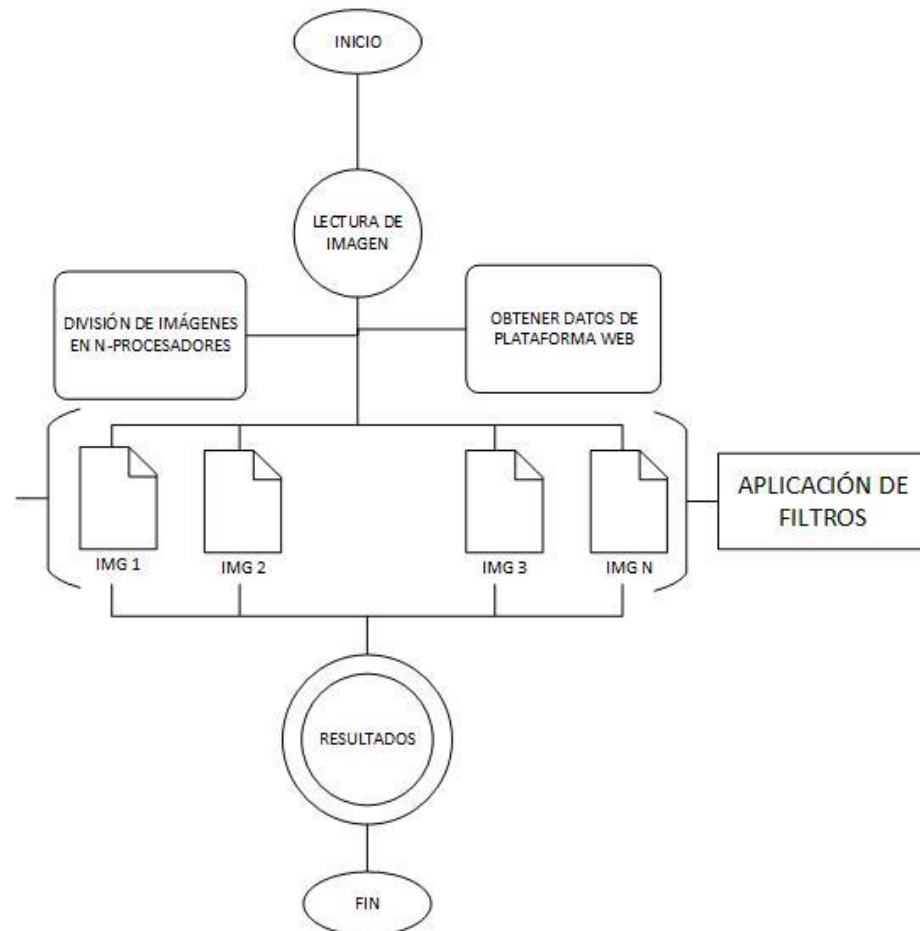 INICIO
LECTURA DE
IMAGEN
DIVISIÓN DE IMÁGENES
EN N-PROCESADORES
OBTENER DATOS DE
PLATAFORMA WEB
IMG 1
IMG 2
IMG 3
IMG N
APLICACIÓN DE
FILTROS
RESULTADOS
FIN